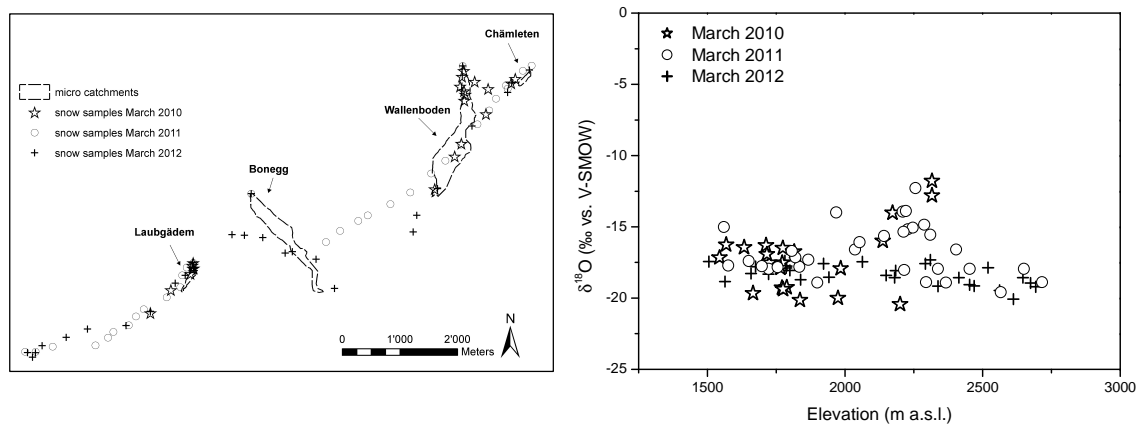 Chämleten
micro catchments
snow samples March 2010
snow samples March 2011
snow samples March 2012
Wallenboden
Bonegg
Laubgädem
N
0 1'000 2'000
Meters
March 2010
March 2011
March 2012
0
-5
-10
-15
-20
-25
δ¹⁸O (‰ vs. V-SMOW)
1500 2000 2500 3000
Elevation (m a.s.l.)